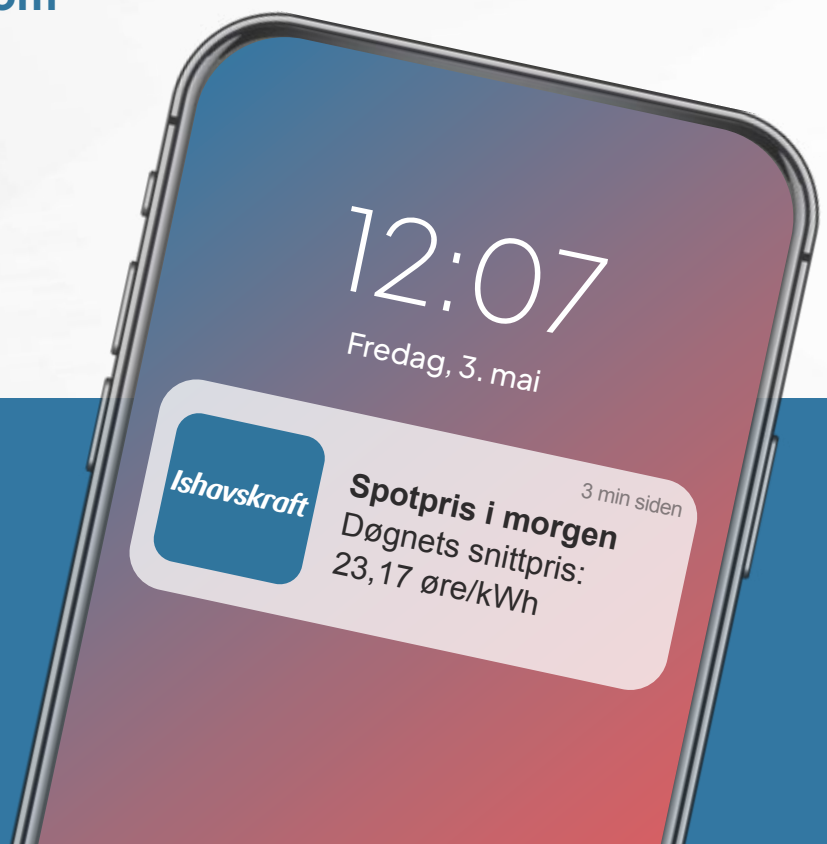 12:07
Fredag, 3. mai
3 min siden
Ishavskraft
Spotpris i morgen
Døgnets snittpris:
23,17 øre/kWh